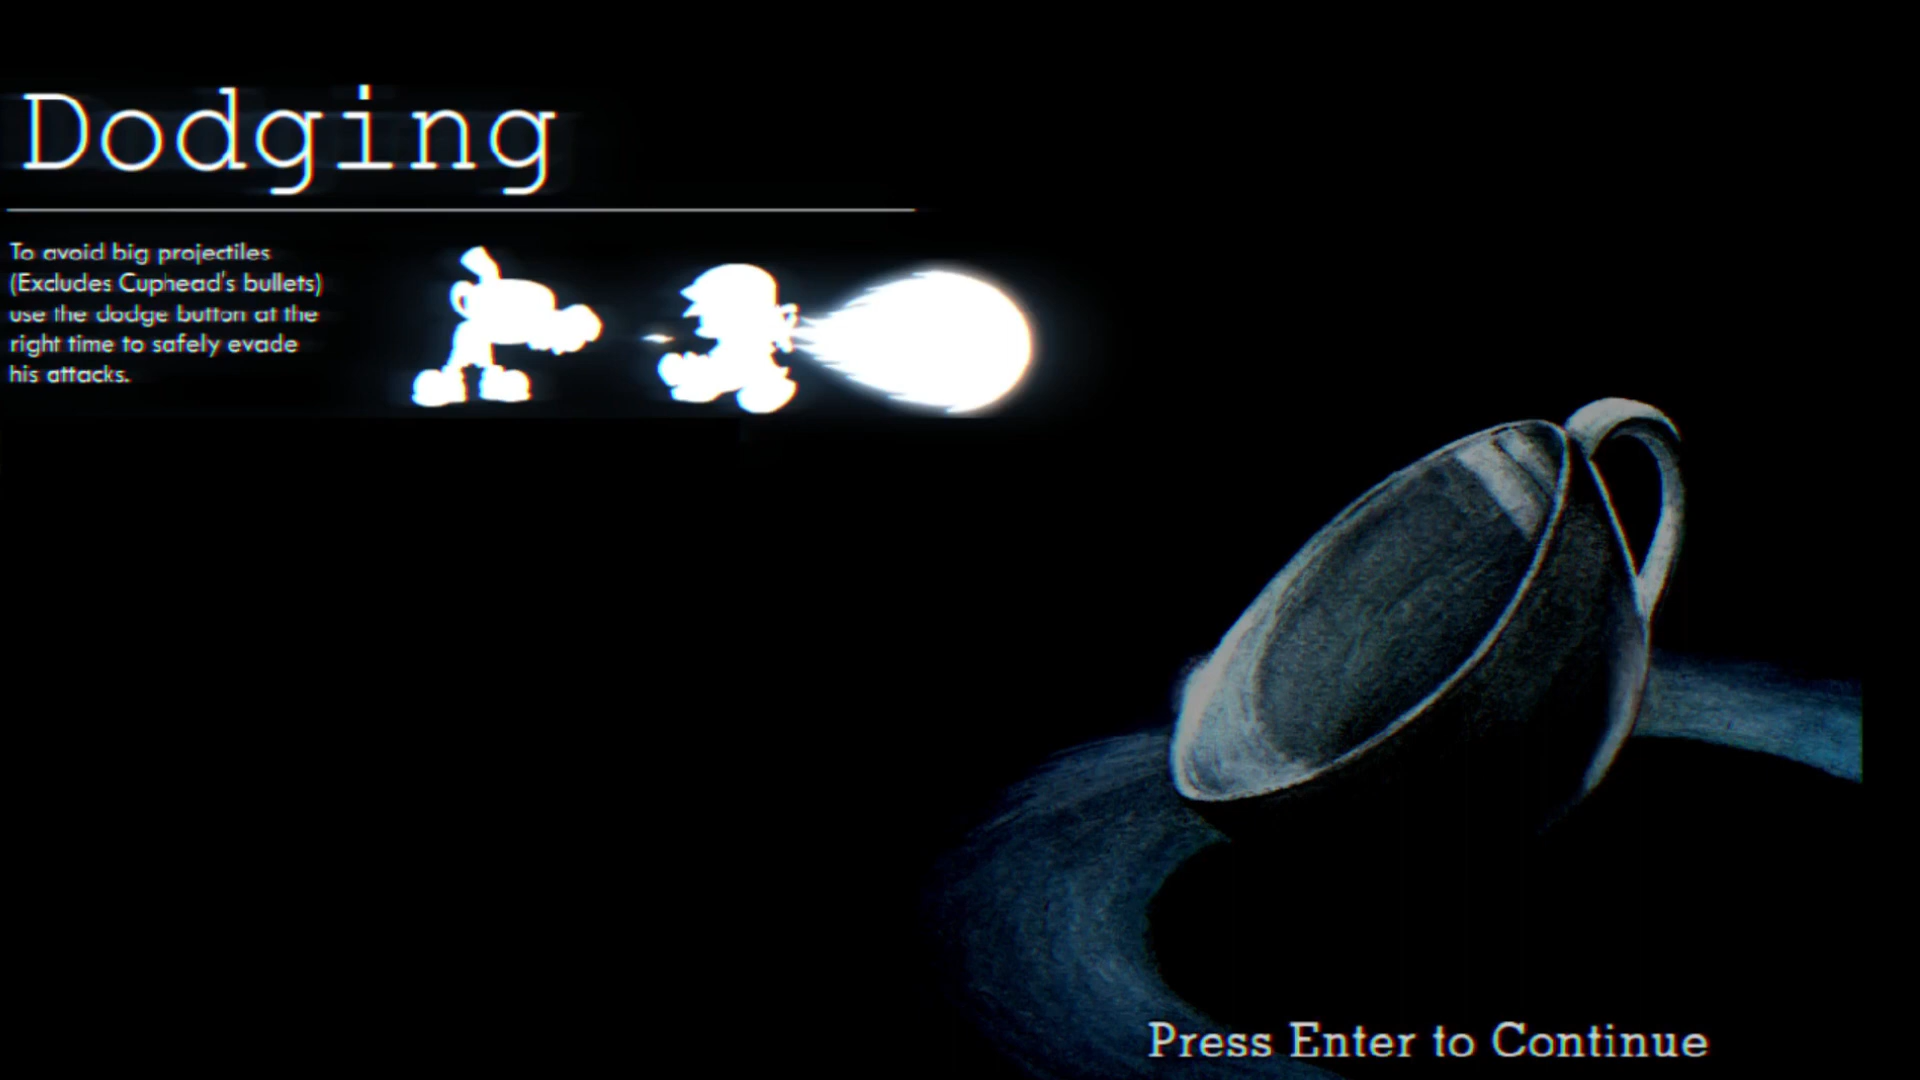 Dodging
To avoid big projectiles
(Excludes Cuphead's bullets)
use the dodge button at the
right time to safely evade
his attacks.
Press Enter to Continue